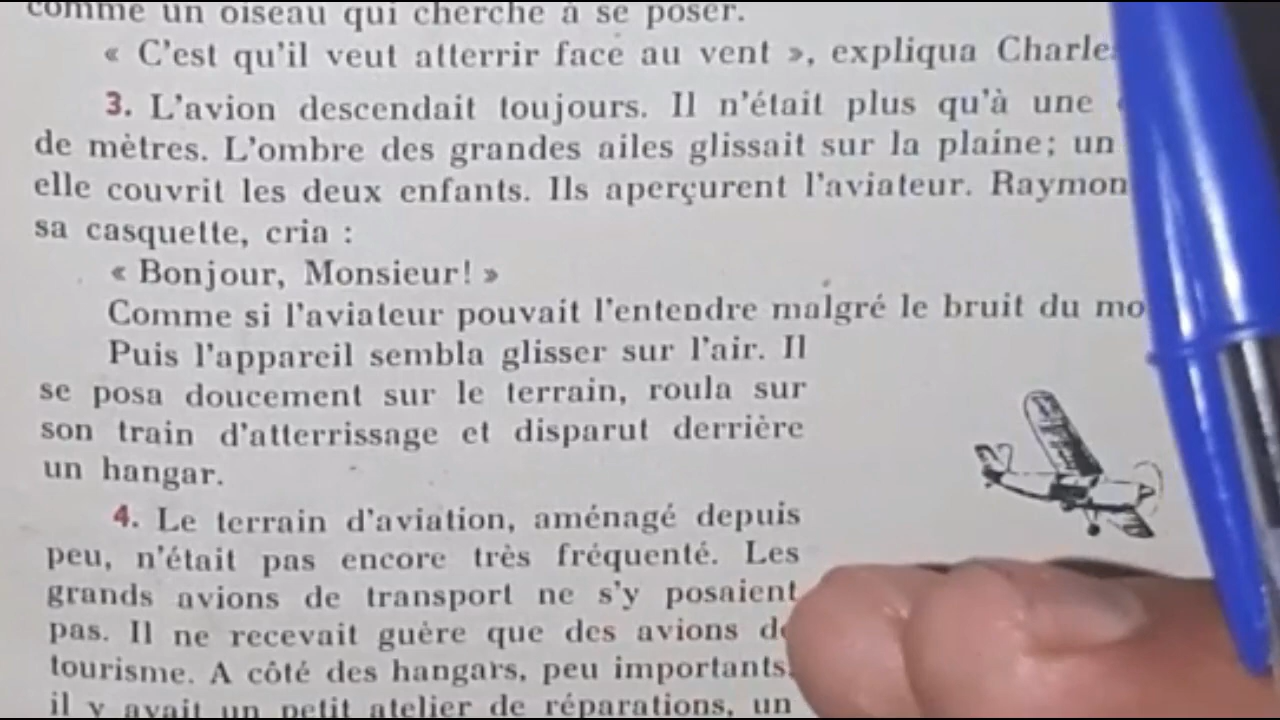 comme un oiseau qui cherche à se poser.
« C'est qu'il veut atterrir face au vent », expliqua Charles
3. L'avion descendait toujours. Il n'était plus qu'à une
de mètres. L'ombre des grandes ailes glissait sur la plaine; un
elle couvrit les deux enfants. Ils aperçurent l'aviateur. Raymon
sa casquette, cria :
« Bonjour, Monsieur! »
Comme si l'aviateur pouvait l'entendre malgré le bruit du mo
Puis l'appareil sembla glisser sur l'air. Il
se posa doucement sur le terrain, roula sur
son train d'atterrissage et disparut derrière
un hangar.
4. Le terrain d'aviation, aménagé depuis
peu, n'était pas encore très fréquenté. Les
grands avions de transport ne s'y posaient
pas. Il ne recevait guère que des avions de
tourisme. A côté des hangars, peu importants,
il y avait un petit atelier de réparations, un